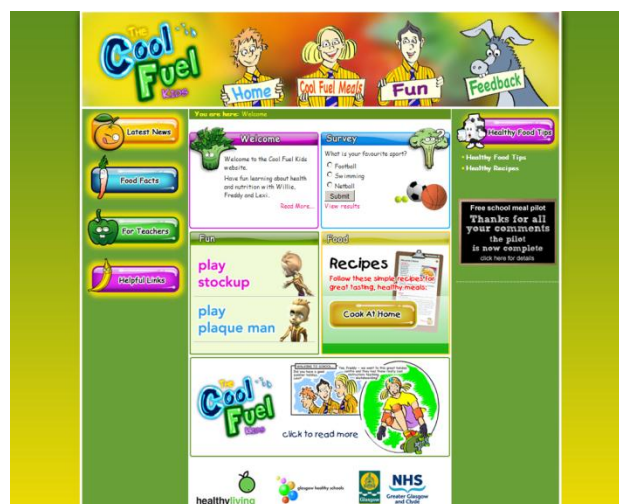 The
Cool
Fuel
Kids
Home
Cool Fuel Meals
Fun
Feedback
You are here: Welcome
Latest News
Food Facts
For Teachers
Helpful Links
Welcome
Welcome to the Cool Fuel Kids
website.
Have fun learning about health
and nutrition with Willie,
Freddy and Lexi.
Read More...
Survey
What is your favourite sport?
Football
Swimming
Netball
Submit
View results
Fun
play
stockup
play
plaque man
Food
Recipes
Follow these simple recipes for
great tasting, healthy meals:
Cook At Home
Healthy Food Tips
• Healthy Food Tips
• Healthy Recipes
Free school meal pilot
Thanks for all
your comments
the pilot
is now complete
click here for details
The
Cool
Fuel
Kids
click to read more
healthyliving
glasgow healthy schools
Glasgow
NHS
Greater Glasgow
and Clyde